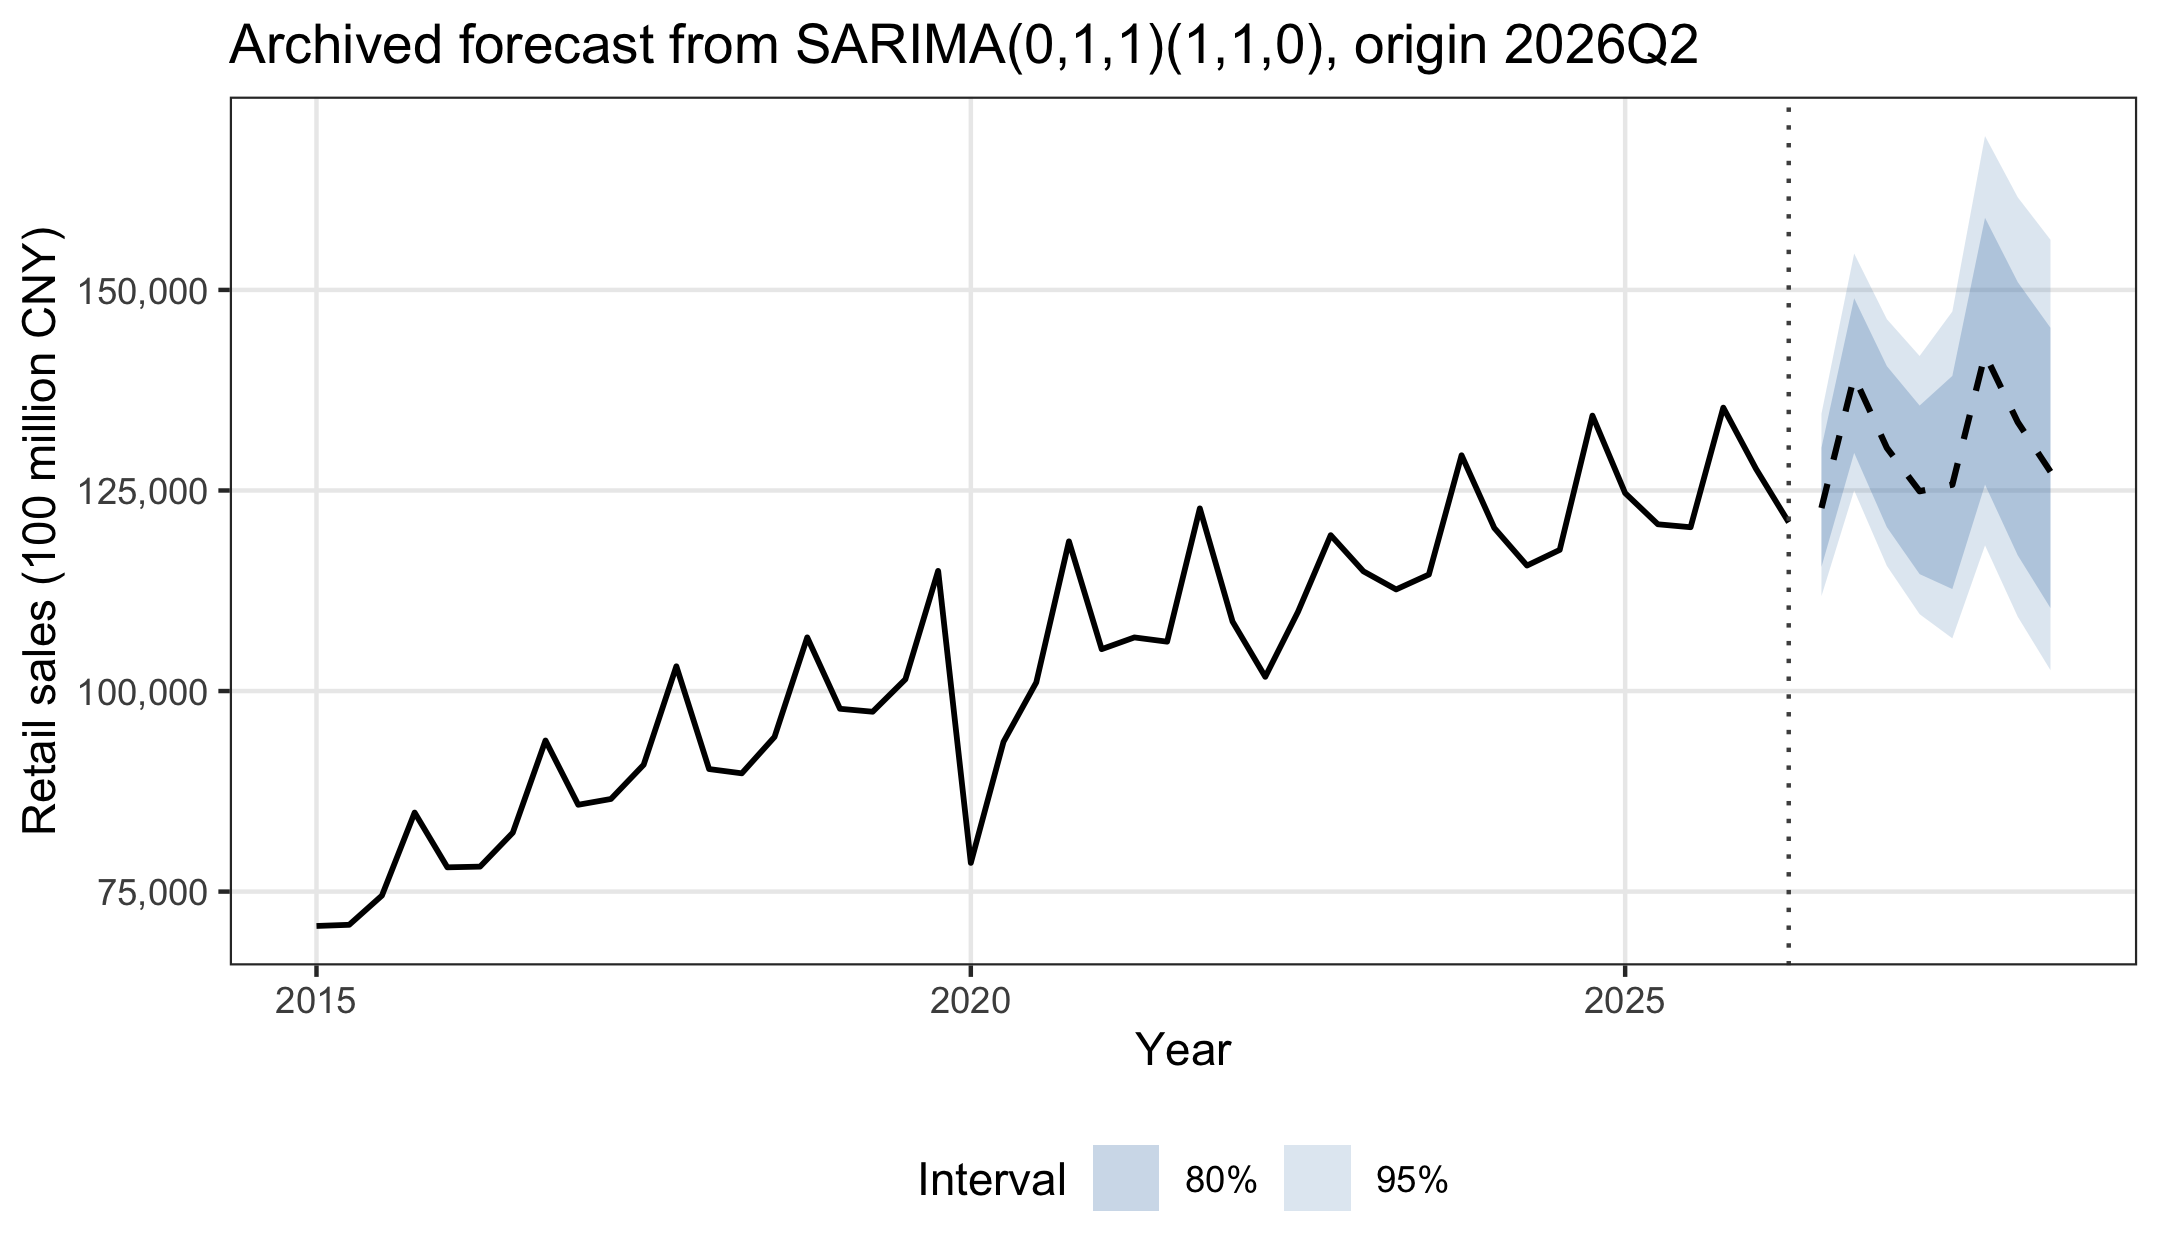 Archived forecast from SARIMA(0,1,1)(1,1,0), origin 2026Q2
Retail sales (100 million CNY)
150,000
125,000
100,000
75,000
2015 2020 2025
Year
Interval 80% 95%